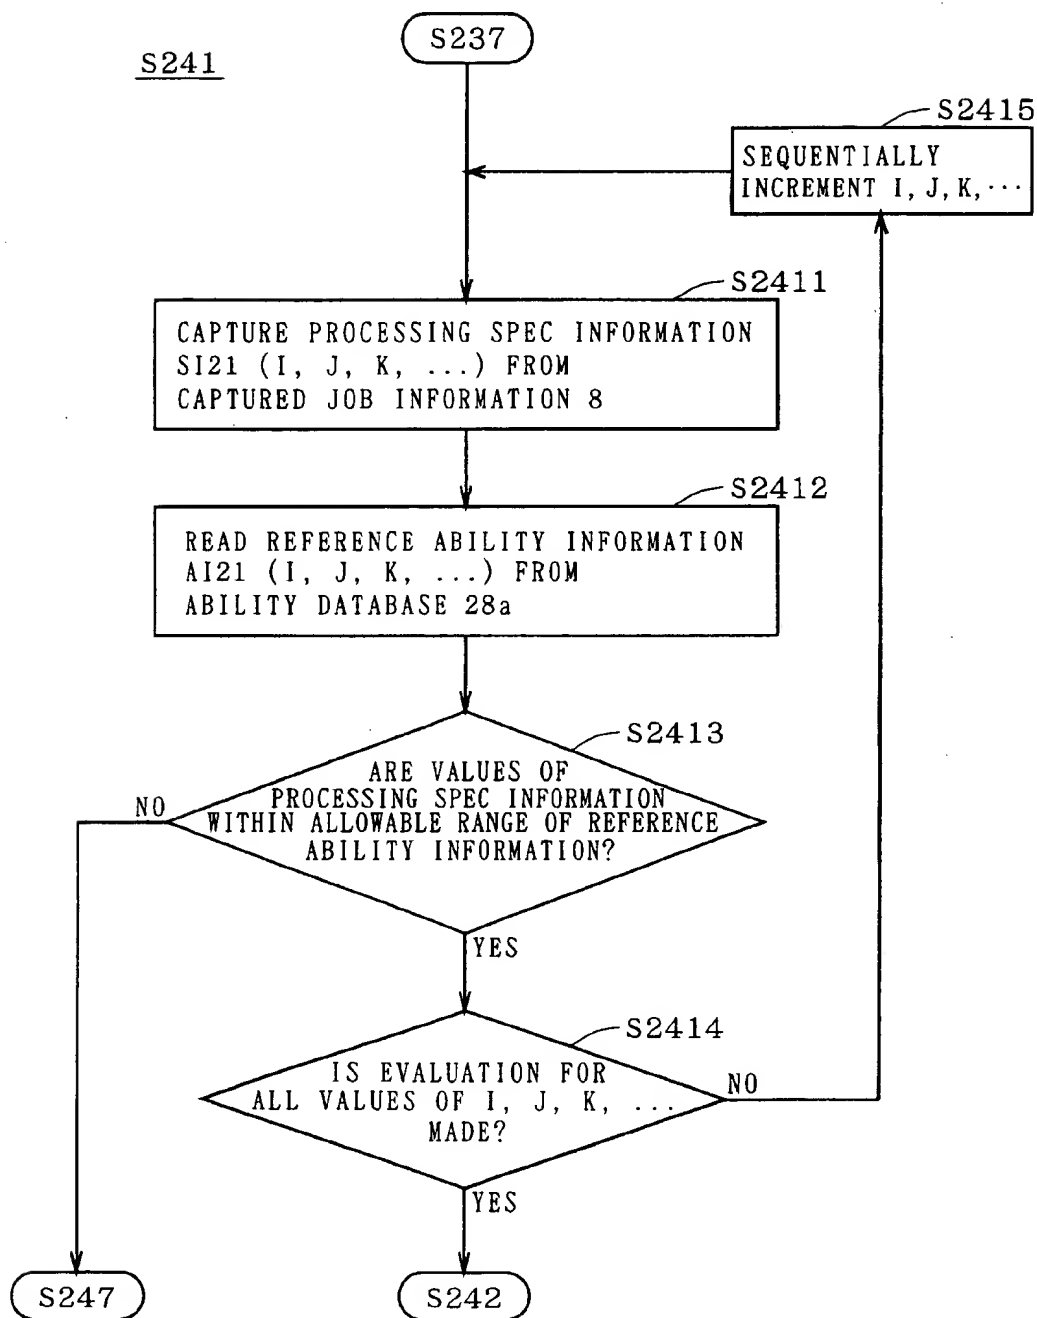 S237
S241
S2415
SEQUENTIALLY
INCREMENT I, J, K, ···
S2411
CAPTURE PROCESSING SPEC INFORMATION
SI21 (I, J, K, ...) FROM
CAPTURED JOB INFORMATION 8
S2412
READ REFERENCE ABILITY INFORMATION
AI21 (I, J, K, ...) FROM
ABILITY DATABASE 28a
S2413
ARE VALUES OF
PROCESSING SPEC INFORMATION
WITHIN ALLOWABLE RANGE OF REFERENCE
ABILITY INFORMATION?
NO
YES
S2414
IS EVALUATION FOR
ALL VALUES OF I, J, K, ...
MADE?
NO
YES
S247
S242